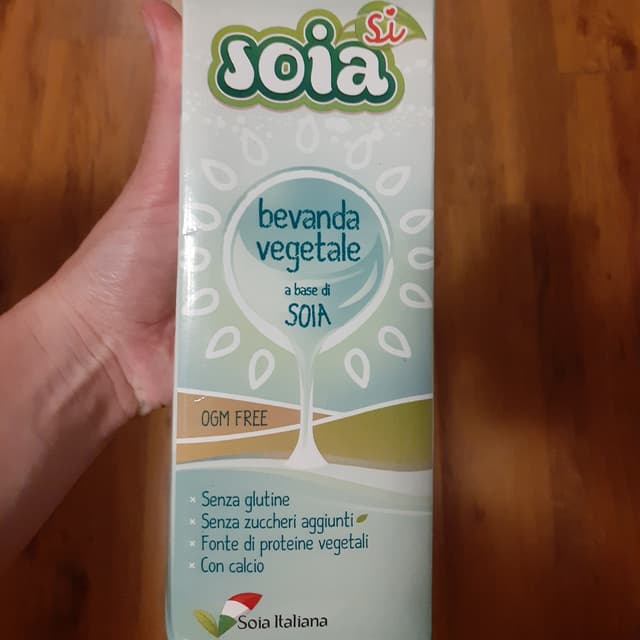 Si
soia
bevanda
vegetale
a base di
SOIA
OGM FREE
Senza glutine
Senza zuccheri aggiunti
Fonte di proteine vegetali
Con calcio
Soia Italiana